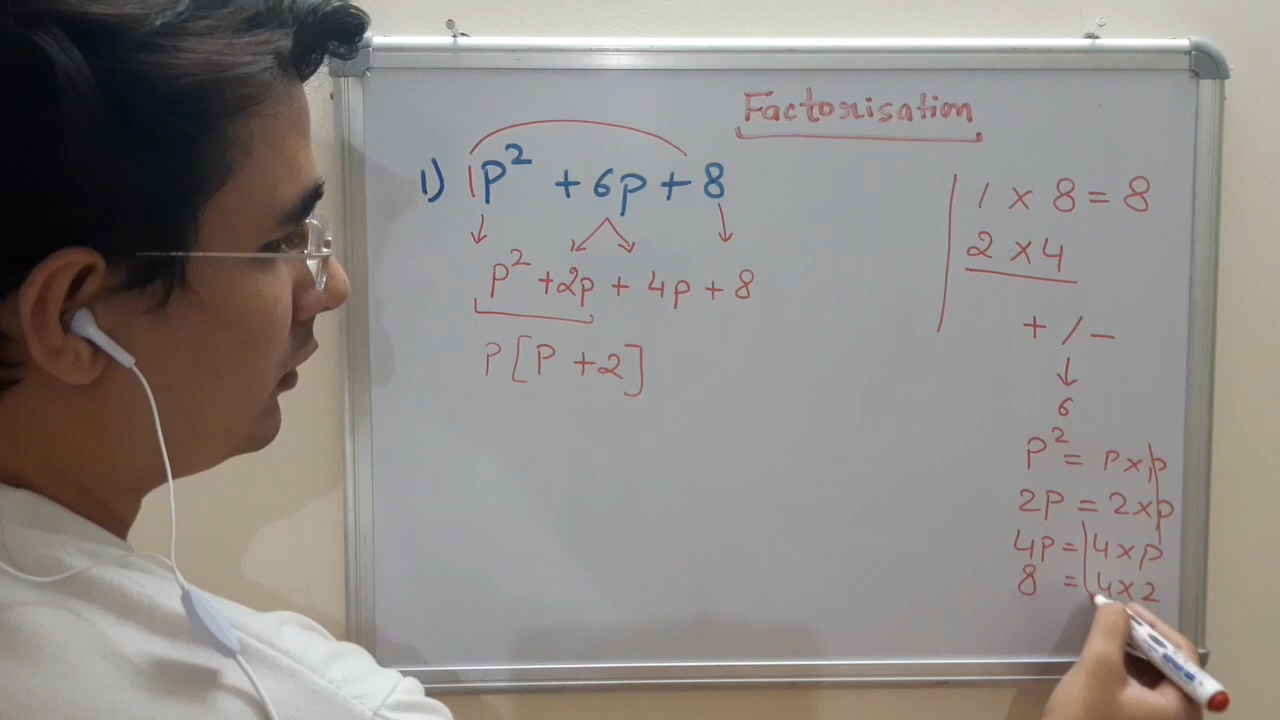 Factorisation
1) 1p² + 6p + 8
p² + 2p + 4p + 8
p[p + 2]
1 × 8 = 8
2 × 4
+ / -
6
p² = p × p
2p = 2 × p
4p = 4 × p
8 = 4 × 2